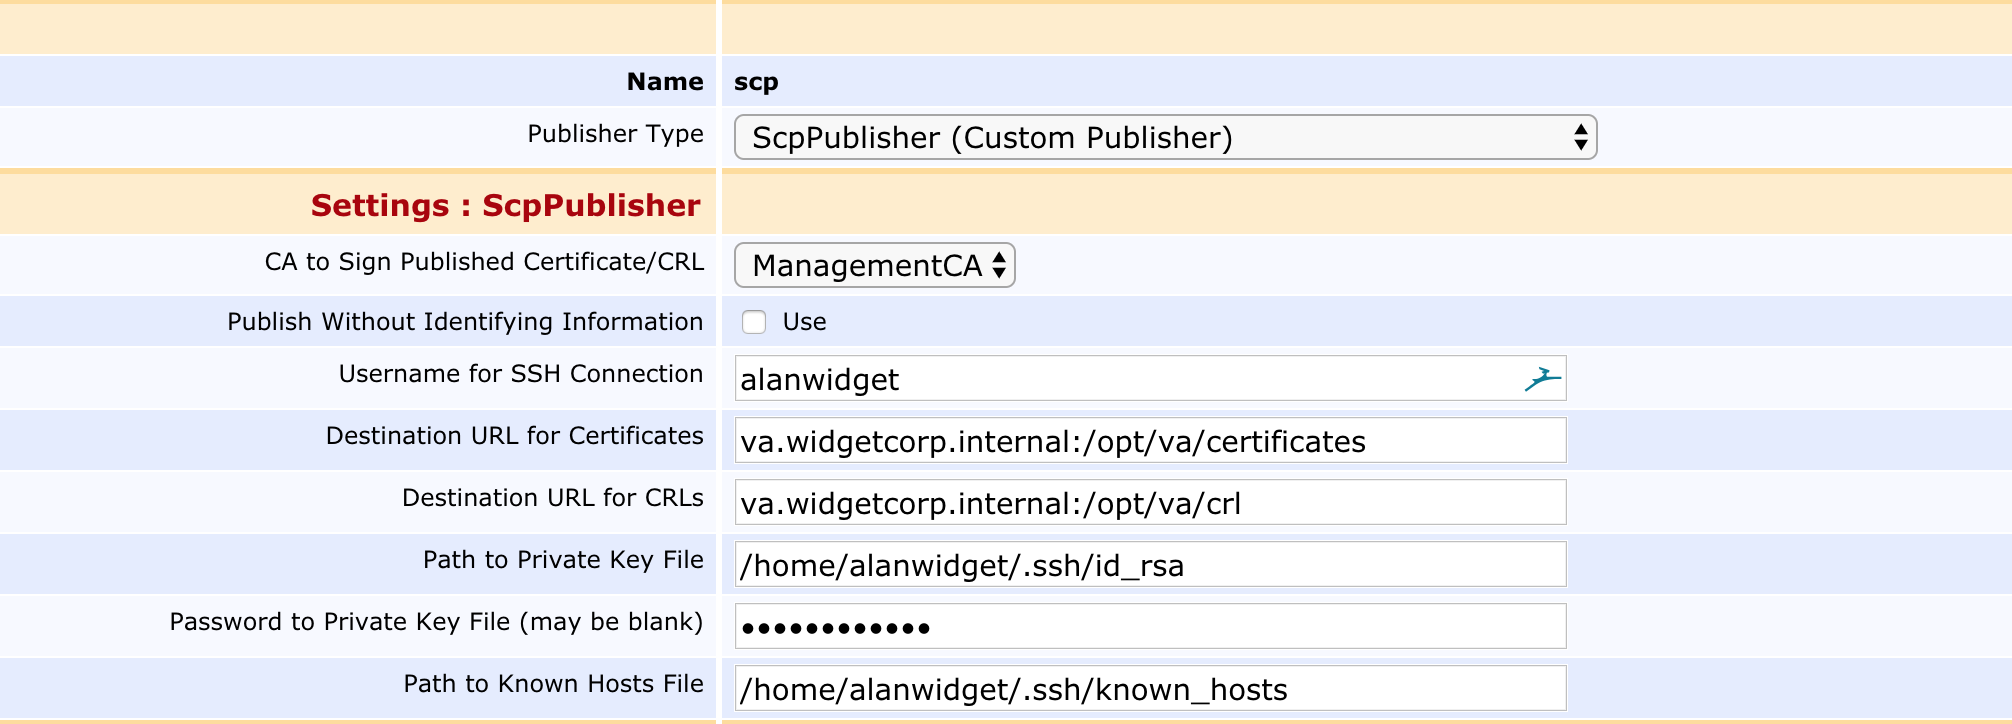 Name scp
Publisher Type ScpPublisher (Custom Publisher)
Settings : ScpPublisher
CA to Sign Published Certificate/CRL ManagementCA
Publish Without Identifying Information Use
Username for SSH Connection alanwidget
Destination URL for Certificates va.widgetcorp.internal:/opt/va/certificates
Destination URL for CRLs va.widgetcorp.internal:/opt/va/crl
Path to Private Key File /home/alanwidget/.ssh/id_rsa
Password to Private Key File (may be blank) ••••••••••••
Path to Known Hosts File /home/alanwidget/.ssh/known_hosts